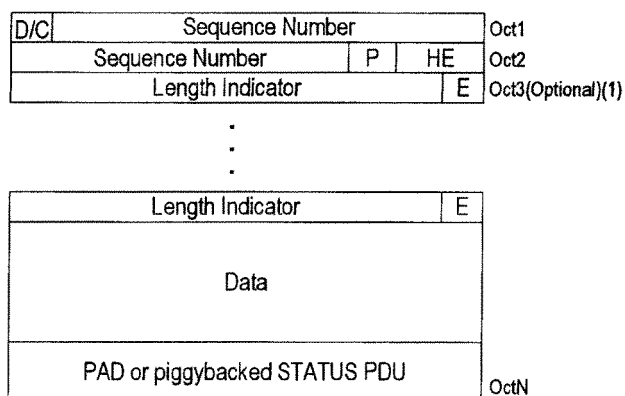 D/C Sequence Number Oct1
Sequence Number P HE Oct2
Length Indicator E Oct3(Optional)(1)
Length Indicator E
Data
PAD or piggybacked STATUS PDU OctN